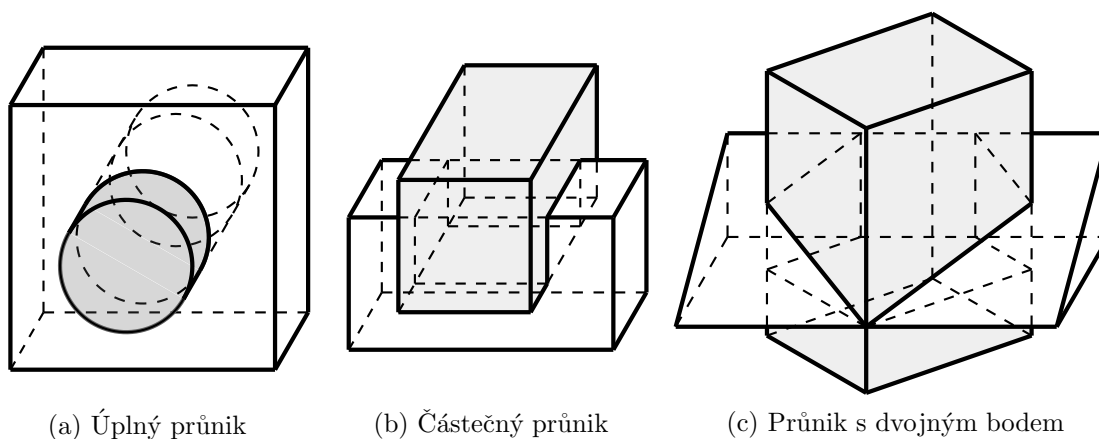 (a) Úplný průnik
(b) Částečný průnik
(c) Průnik s dvojným bodem